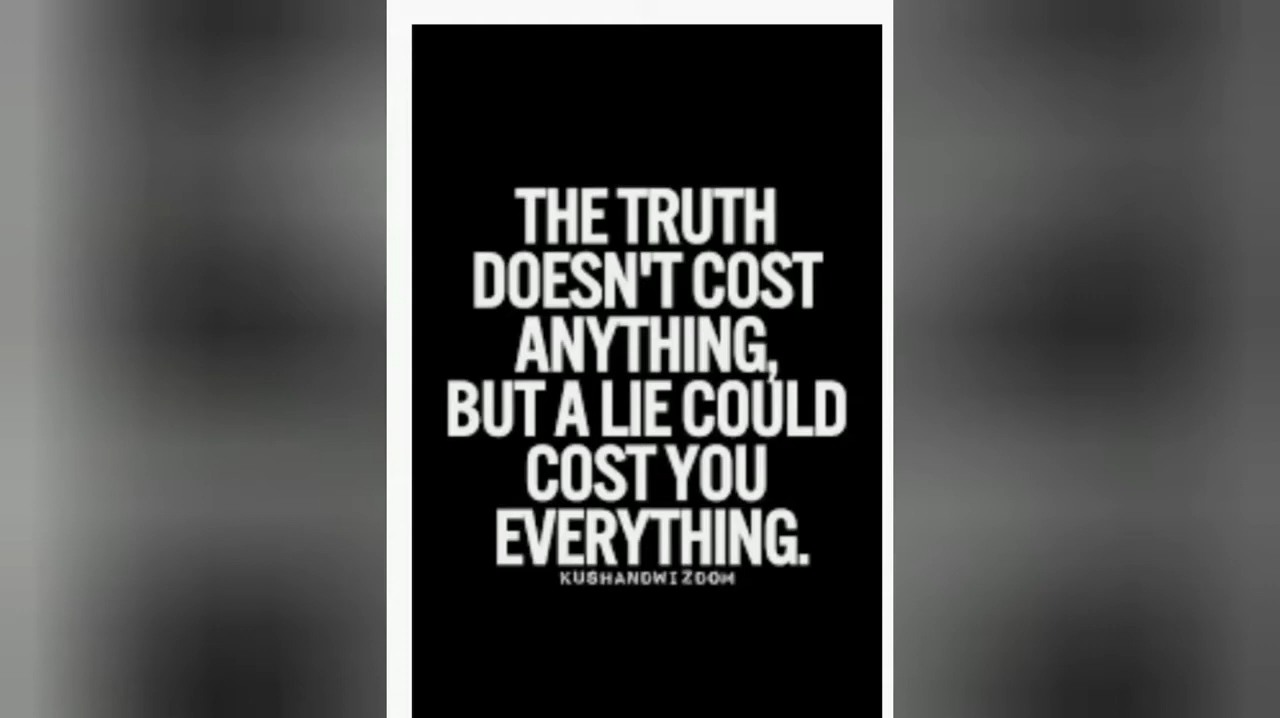 THE TRUTH
DOESN'T COST
ANYTHING,
BUT A LIE COULD
COST YOU
EVERYTHING.
KUSHANDWIZDOM